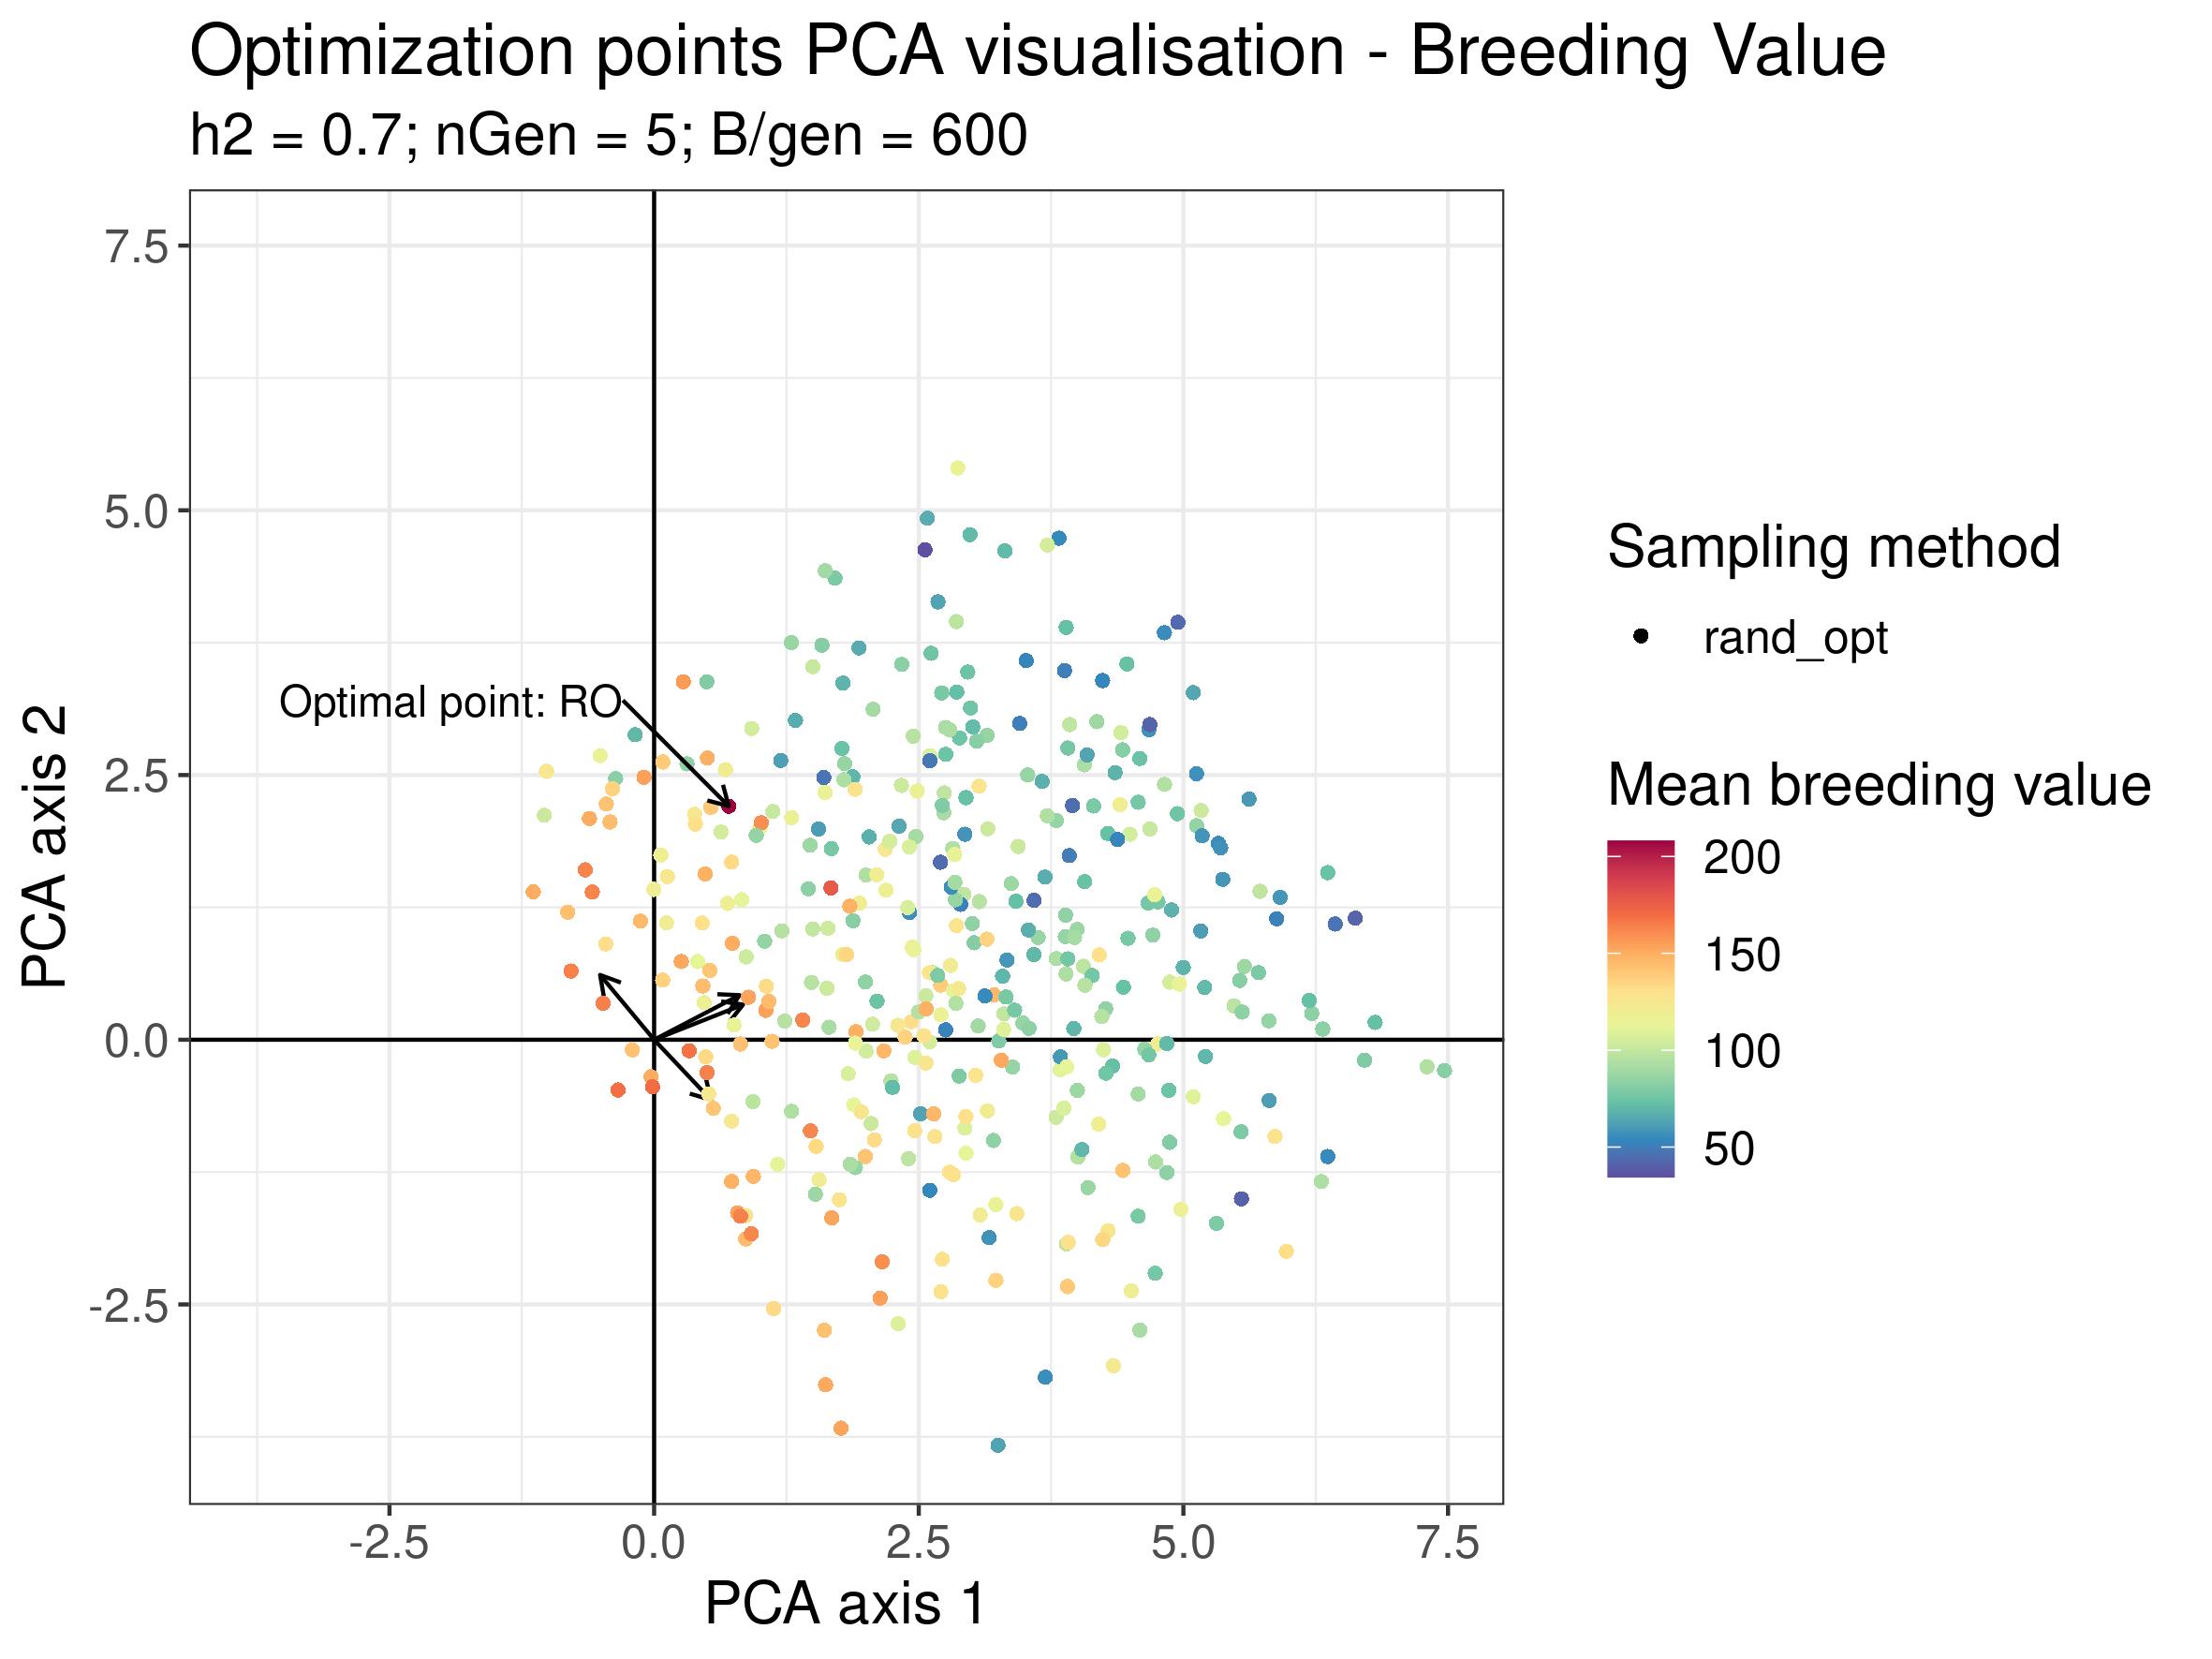 Optimization points PCA visualisation - Breeding Value
h2 = 0.7; nGen = 5; B/gen = 600
7.5
5.0
2.5
0.0
-2.5
PCA axis 2
Optimal point: RO
-2.5
0.0
2.5
5.0
7.5
PCA axis 1
Sampling method
rand_opt
Mean breeding value
200
150
100
50